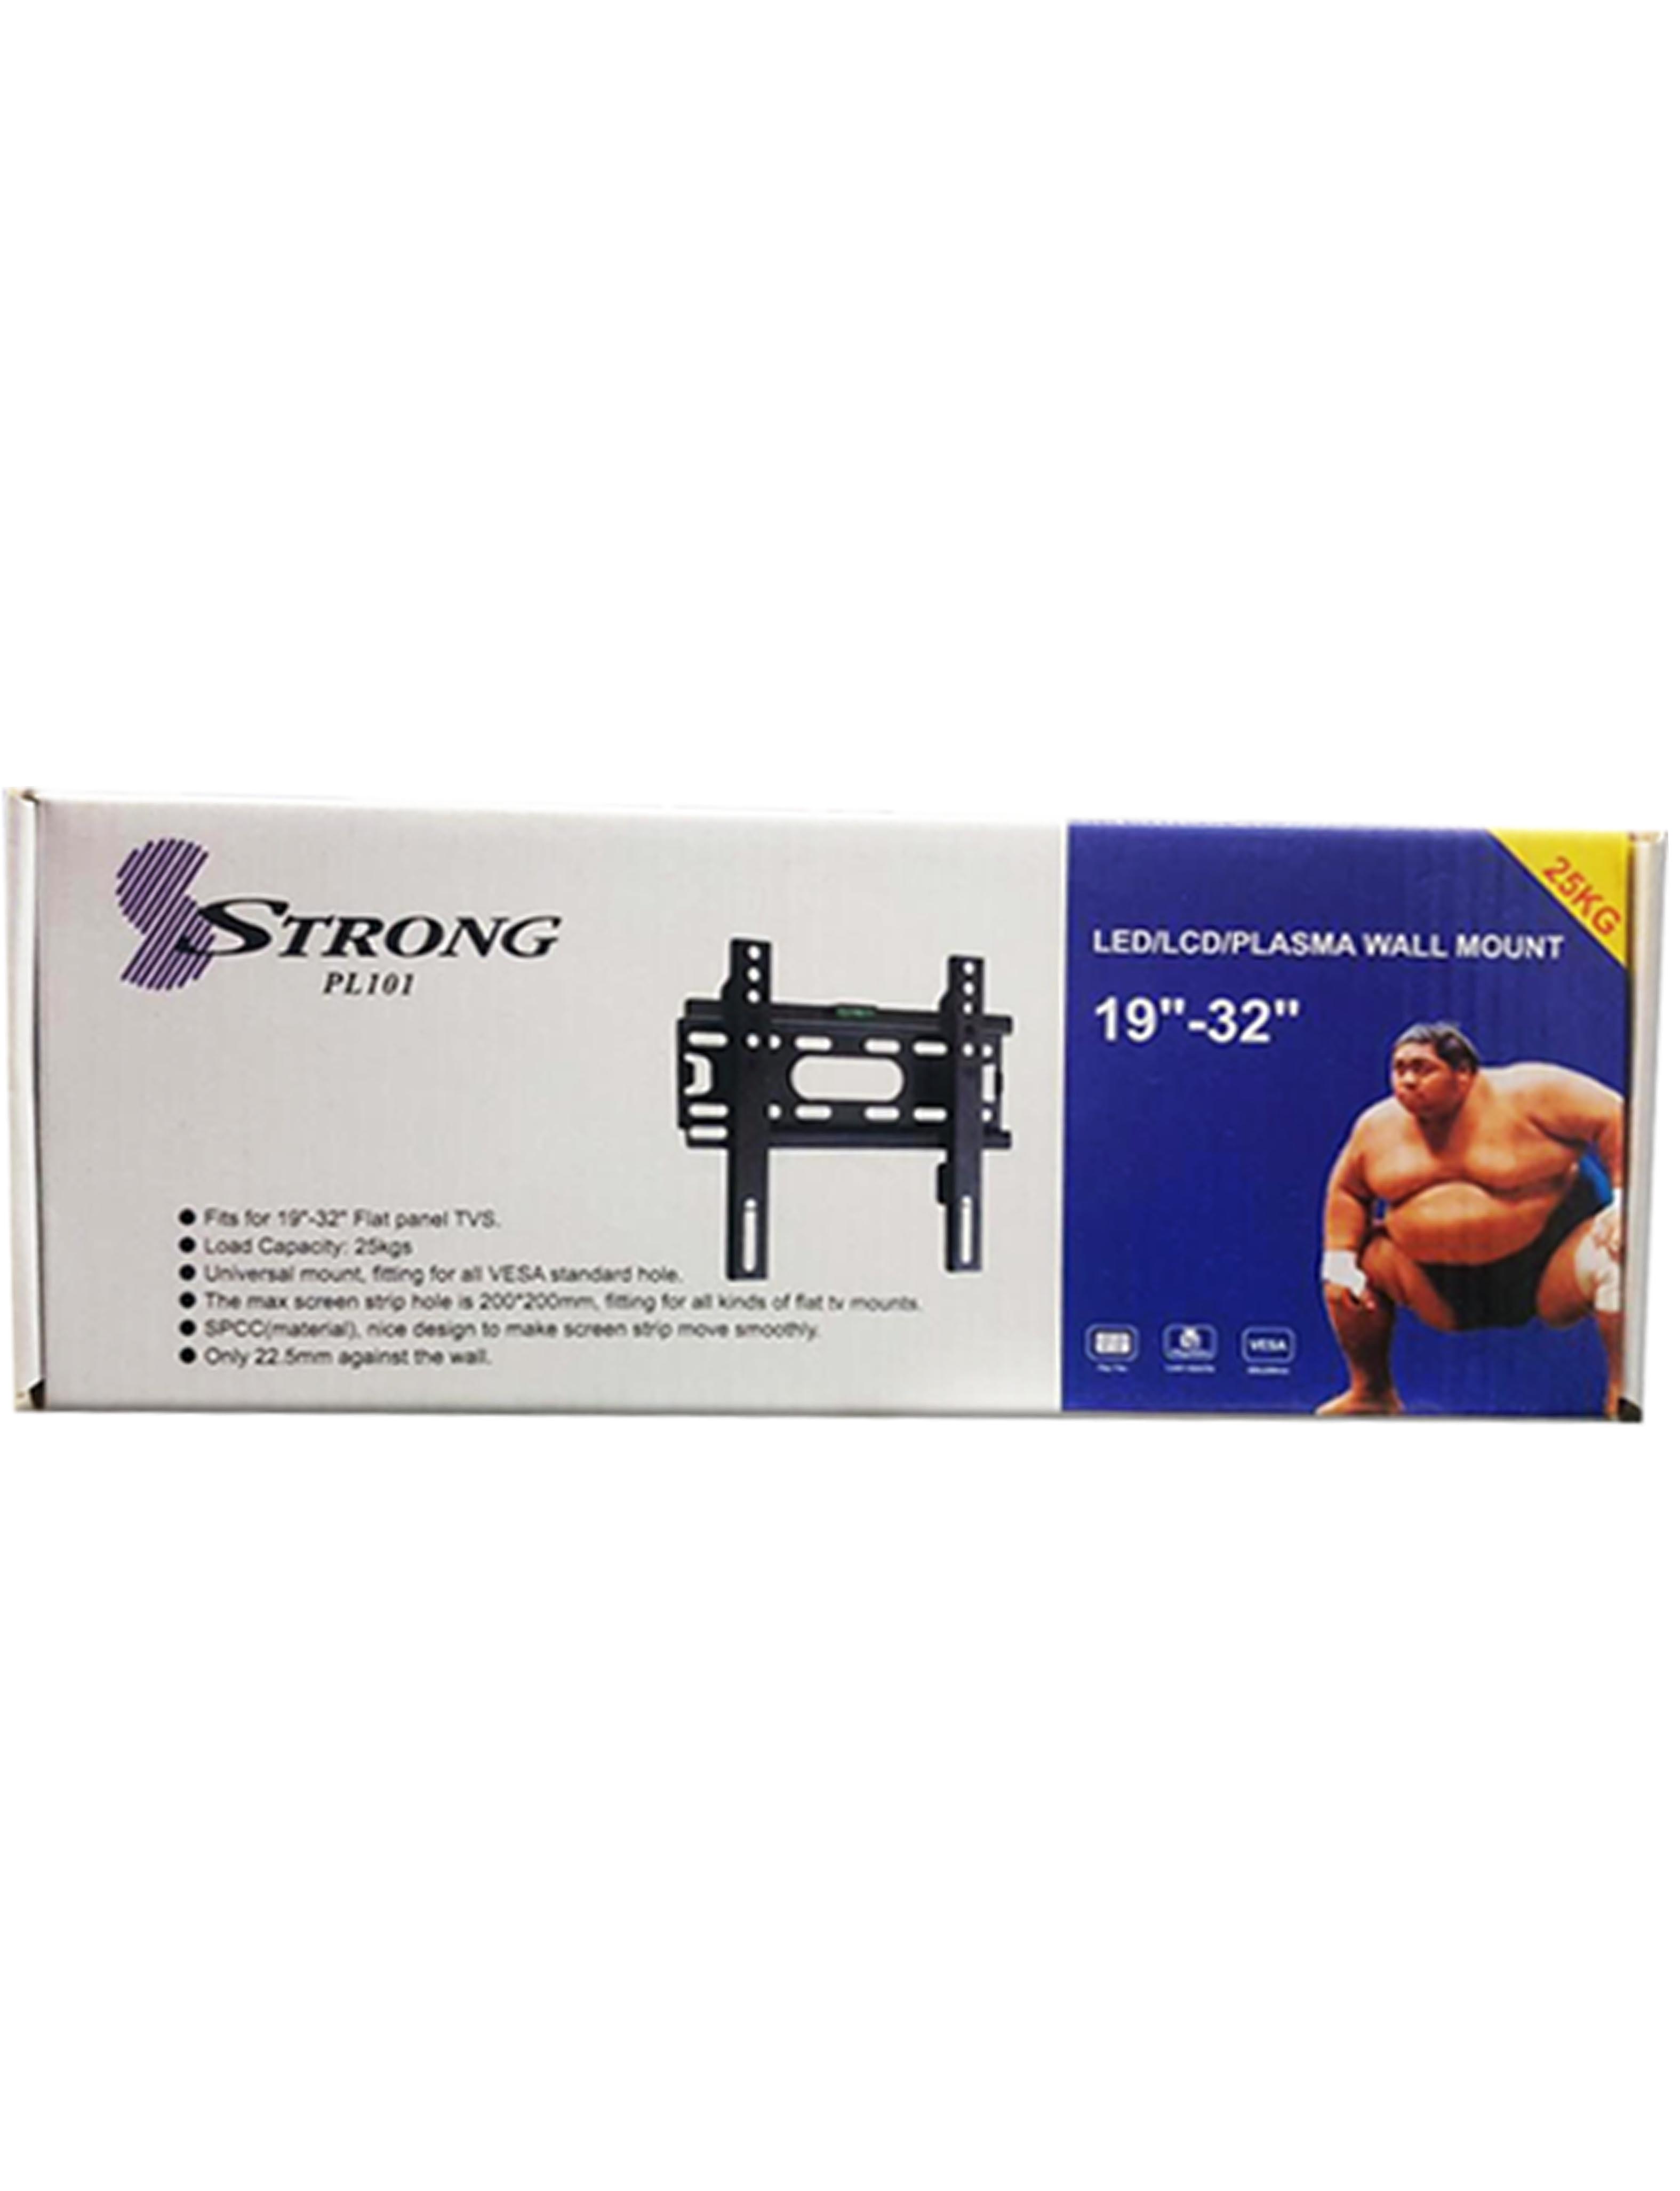 STRONG
PL101
● Fits for 19"-32" Flat panel TVS.
● Load Capacity: 25kgs
● Universal mount, fitting for all VESA standard hole.
● The max screen strip hole is 200*200mm, fitting for all kinds of flat tv mounts.
● SPCC(material), nice design to make screen strip move smoothly.
● Only 22.5mm against the wall.
25KG
LED/LCD/PLASMA WALL MOUNT
19"-32"
VESA